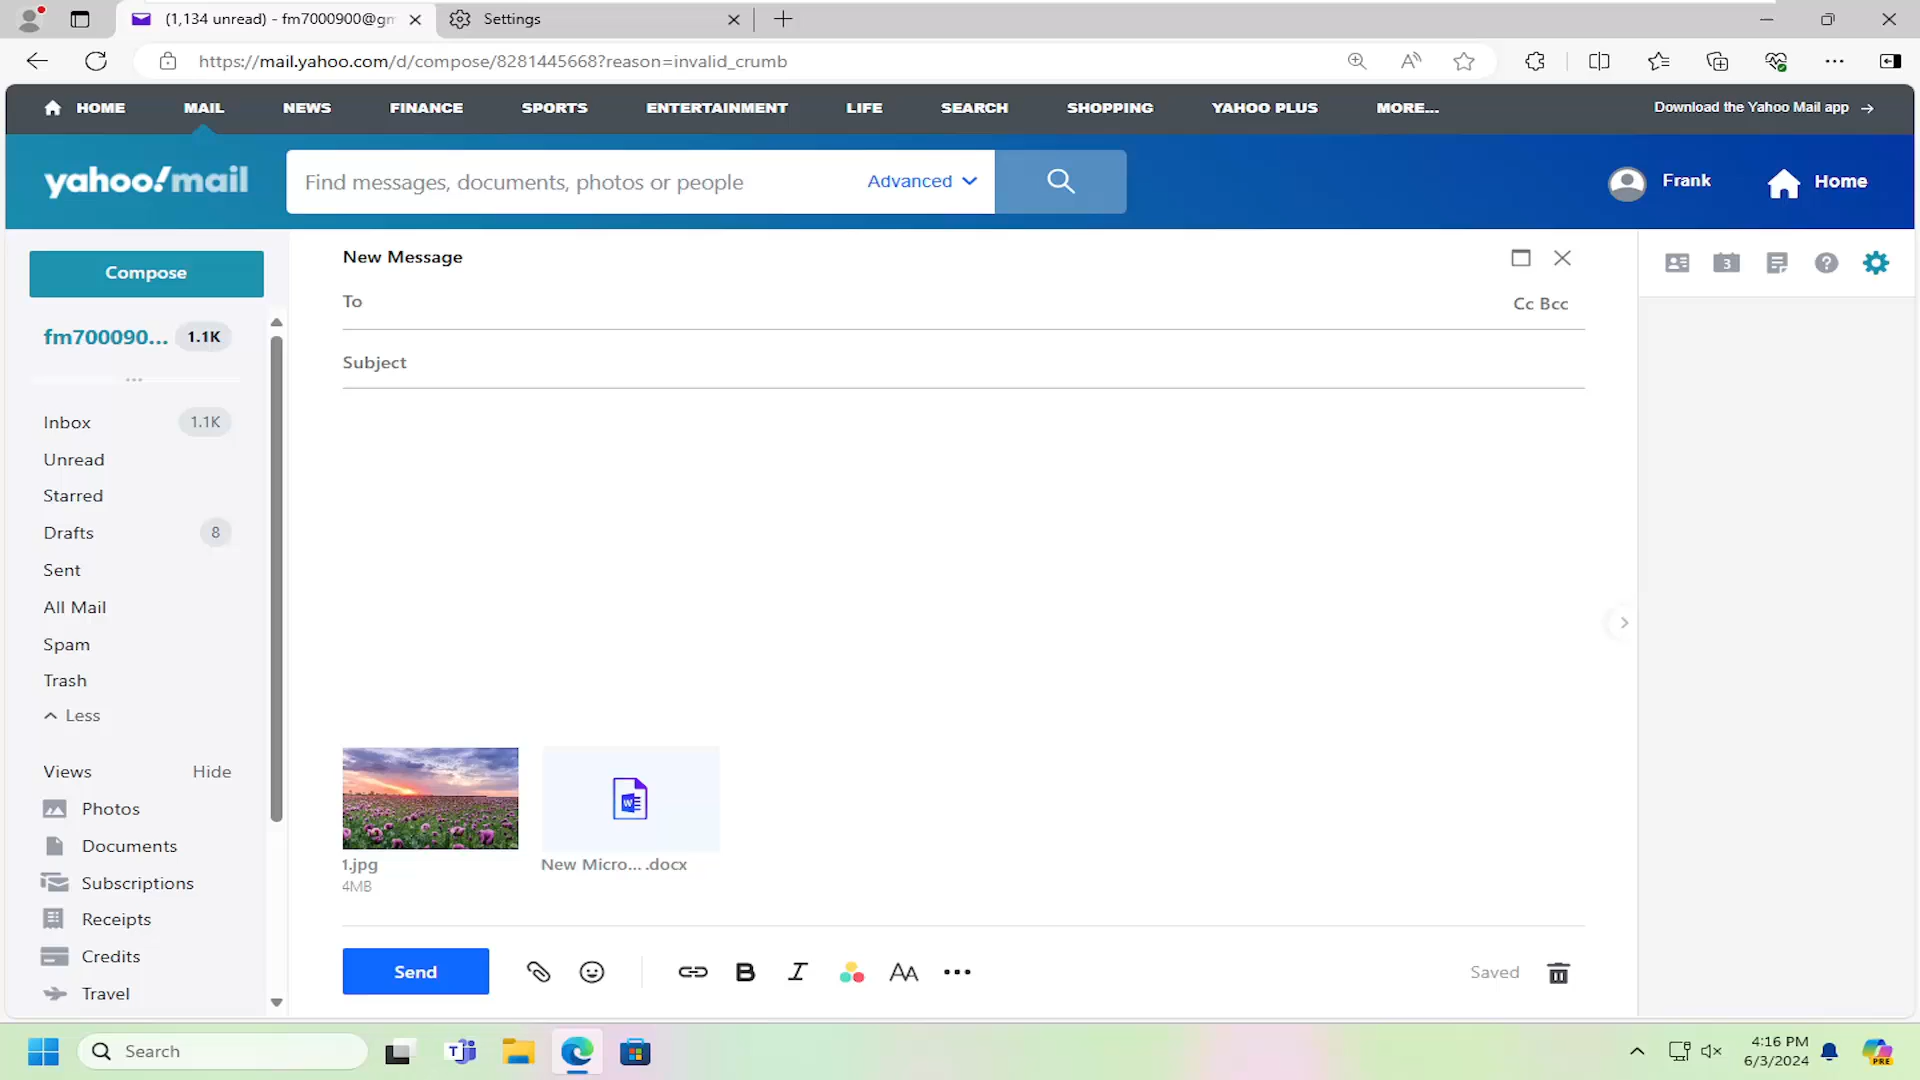 (1,134 unread) - fm7000900@gm
Settings
https://mail.yahoo.com/d/compose/8281445668?reason=invalid_crumb
HOME MAIL NEWS FINANCE SPORTS ENTERTAINMENT LIFE SEARCH SHOPPING YAHOO PLUS MORE... Download the Yahoo Mail app →
yahoo!mail
Find messages, documents, photos or people
Advanced
Frank
Home
Compose
fm700090... 1.1K
...
Inbox 1.1K
Unread
Starred
Drafts 8
Sent
All Mail
Spam
Trash
Less
Views Hide
Photos
Documents
Subscriptions
Receipts
Credits
Travel
New Message
To
Cc Bcc
Subject
3
1.jpg
4MB
New Micro... .docx
Send
B I AA
Saved
Search
4:16 PM
6/3/2024
PRE